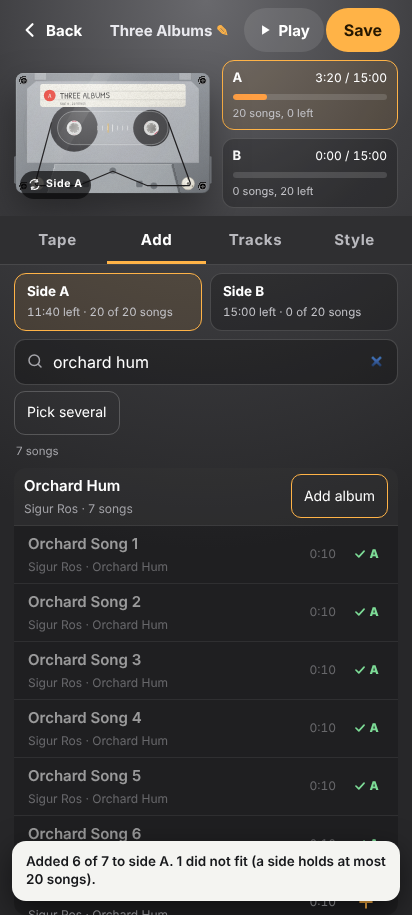 Back
Three Albums
Play
Save
THREE ALBUMS
A
Side A
A
3:20 / 15:00
20 songs, 0 left
B
0:00 / 15:00
0 songs, 20 left
Tape
Add
Tracks
Style
Side A
11:40 left · 20 of 20 songs
Side B
15:00 left · 0 of 20 songs
orchard hum
Pick several
7 songs
Orchard Hum
Sigur Ros · 7 songs
Add album
Orchard Song 1
Sigur Ros · Orchard Hum
0:10
A
Orchard Song 2
Sigur Ros · Orchard Hum
0:10
A
Orchard Song 3
Sigur Ros · Orchard Hum
0:10
A
Orchard Song 4
Sigur Ros · Orchard Hum
0:10
A
Orchard Song 5
Sigur Ros · Orchard Hum
0:10
A
Orchard Song 6
Added 6 of 7 to side A. 1 did not fit (a side holds at most
20 songs).
0:10
Sigur Ros · Orchard Hum